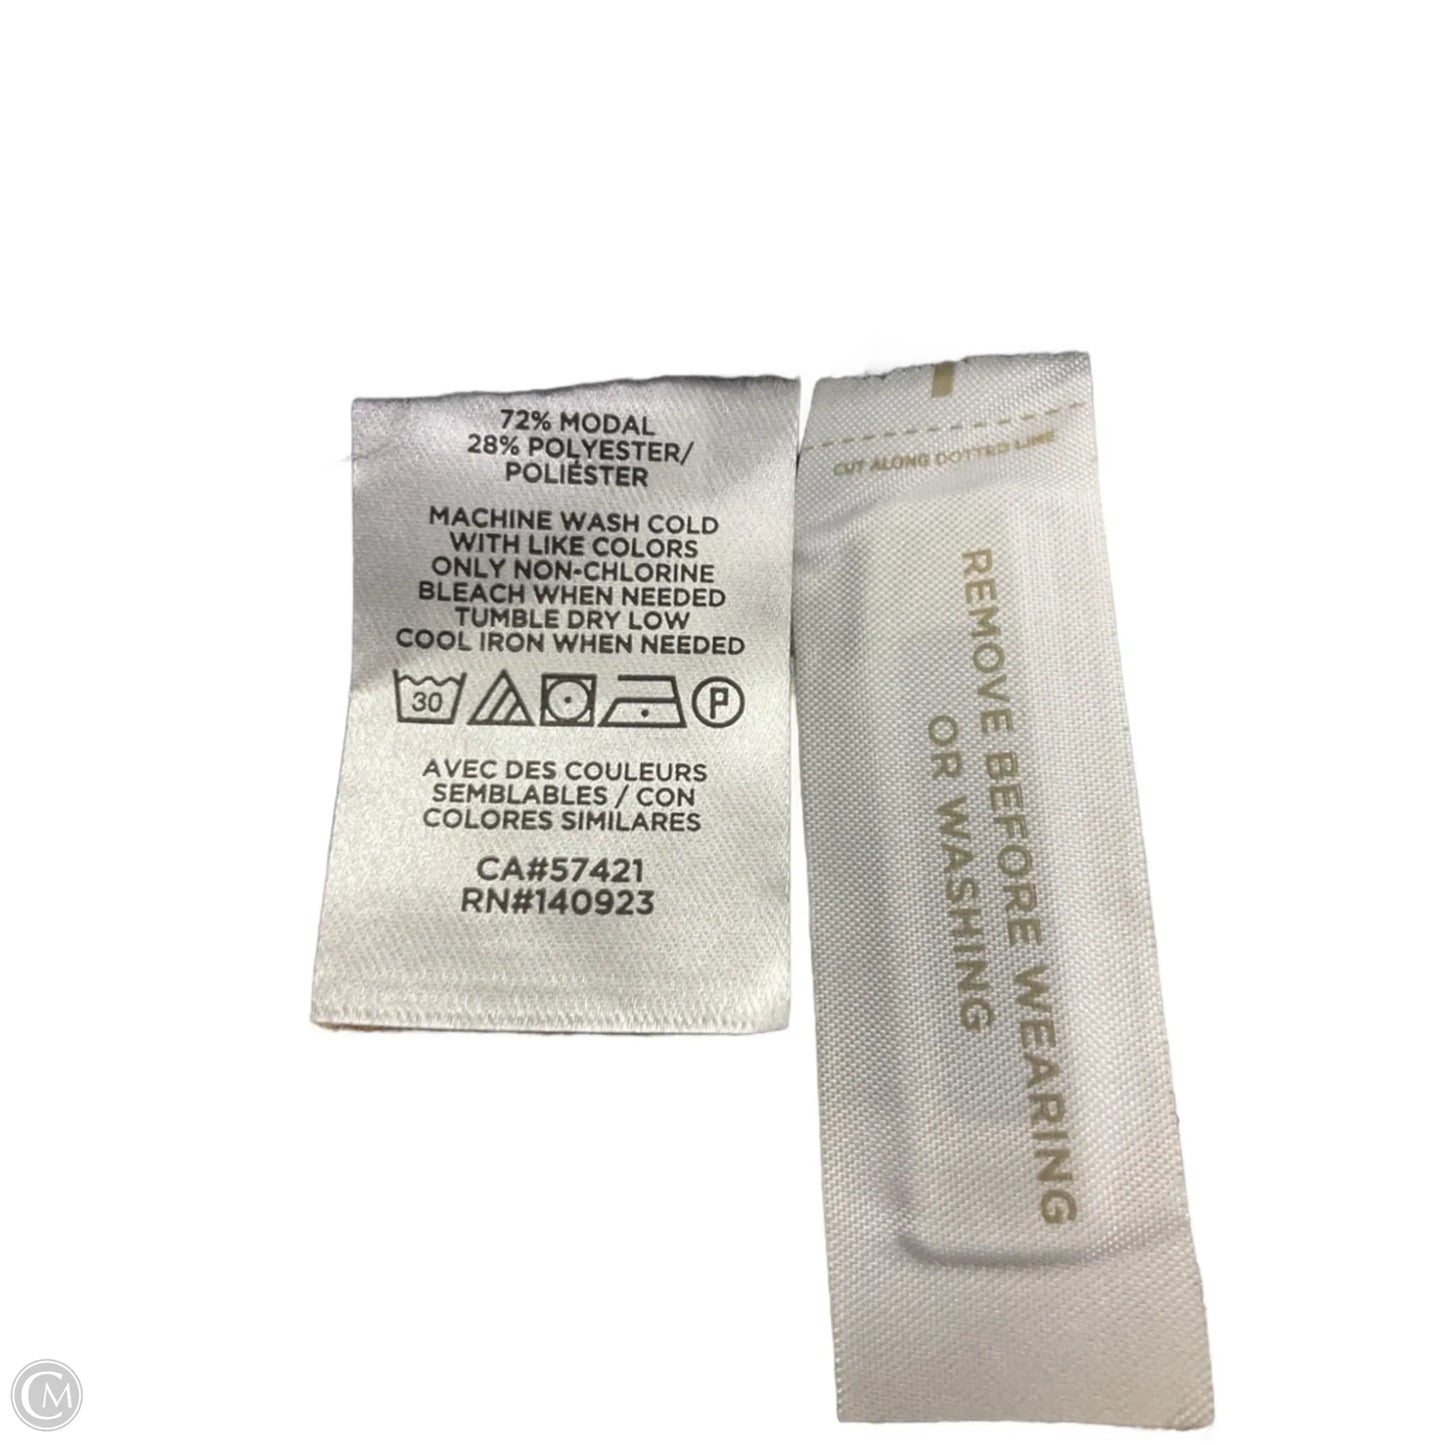 72% MODAL
28% POLYESTER/
POLIÉSTER
MACHINE WASH COLD
WITH LIKE COLORS
ONLY NON-CHLORINE
BLEACH WHEN NEEDED
TUMBLE DRY LOW
COOL IRON WHEN NEEDED
30 P
AVEC DES COULEURS
SEMBLABLES / CON
COLORES SIMILARES
CA#57421
RN#140923
CUT ALONG DOTTED LINE
REMOVE BEFORE WEARING
OR WASHING
CM